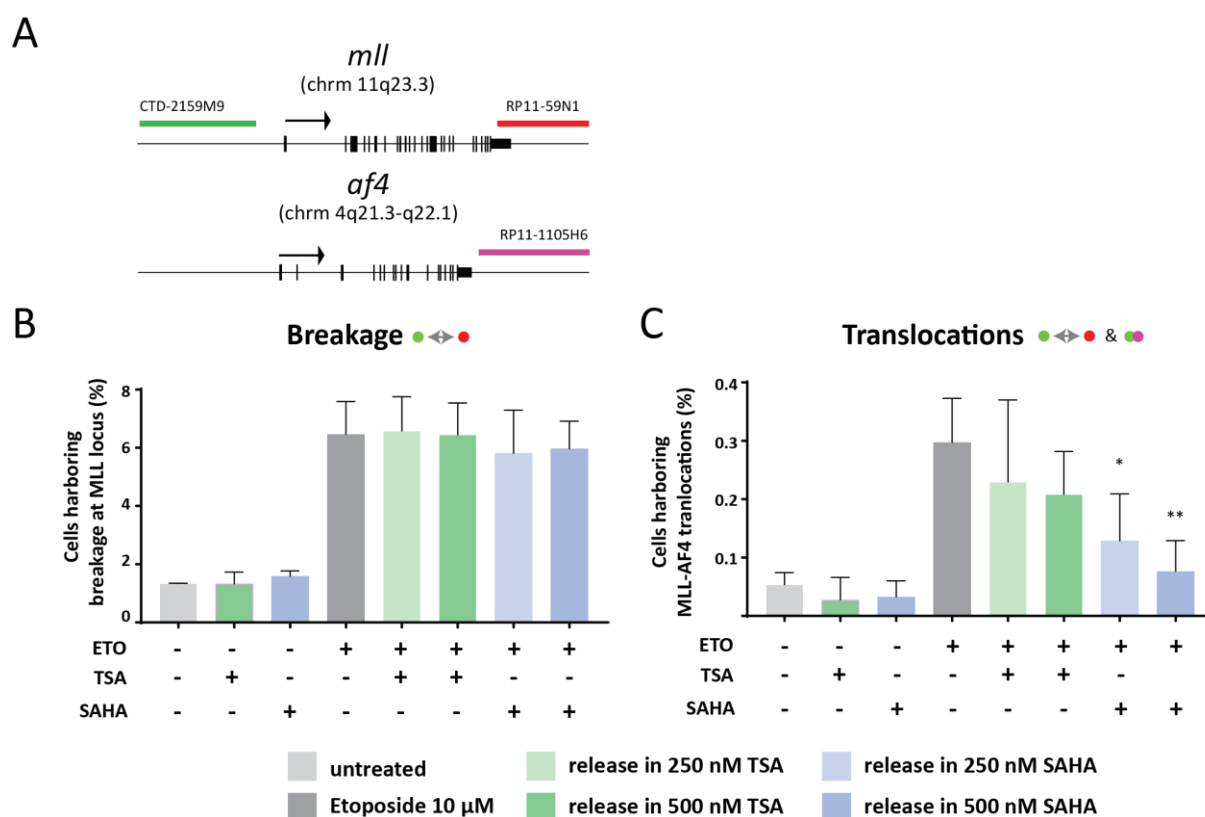 A
mll
(chrm 11q23.3)
CTD-2159M9
RP11-59N1
af4
(chrm 4q21.3-q22.1)
RP11-1105H6
B
Breakage
Cells harboring
breakage at MLL locus (%)
8
6
4
2
0
ETO - - - + + + + +
TSA - + - - + + - -
SAHA - - + - - - + +
C
Translocations &
Cells harboring
MLL-AF4 tranlocations (%)
0.4
0.3
0.2
0.1
*
**
ETO - - - + + + + +
TSA - + - - + + -
SAHA - - + - - - + +
untreated
release in 250 nM TSA
release in 250 nM SAHA
Etoposide 10 µM
release in 500 nM TSA
release in 500 nM SAHA